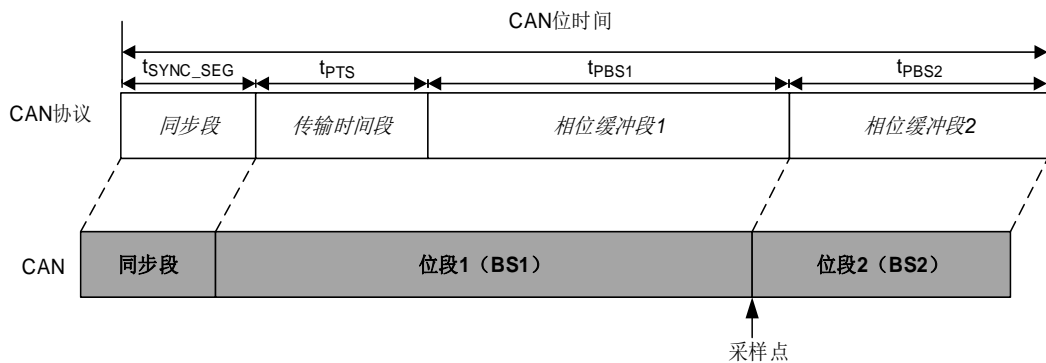 CAN位时间
tSYNC_SEG tPTS tPBS1 tPBS2
CAN协议 同步段 传输时间段 相位缓冲段1 相位缓冲段2
CAN 同步段 位段1（BS1） 位段2（BS2）
采样点